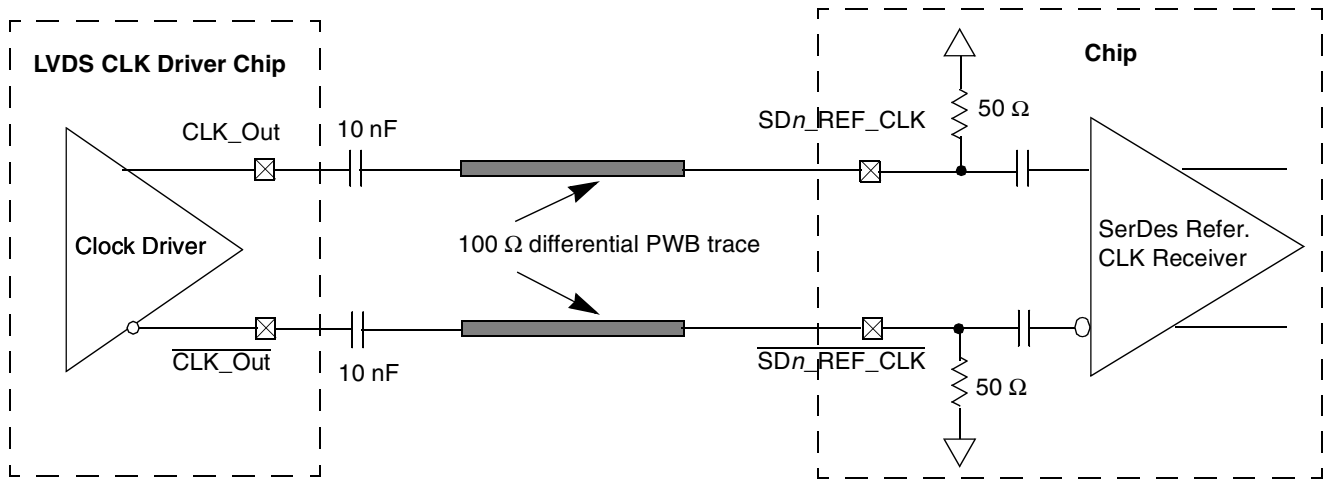 LVDS CLK Driver Chip
Chip
CLK_Out
10 nF
SDn_REF_CLK
50 Ω
Clock Driver
100 Ω differential PWB trace
SerDes Refer.
CLK Receiver
CLK_Out
10 nF
SDn_REF_CLK
50 Ω